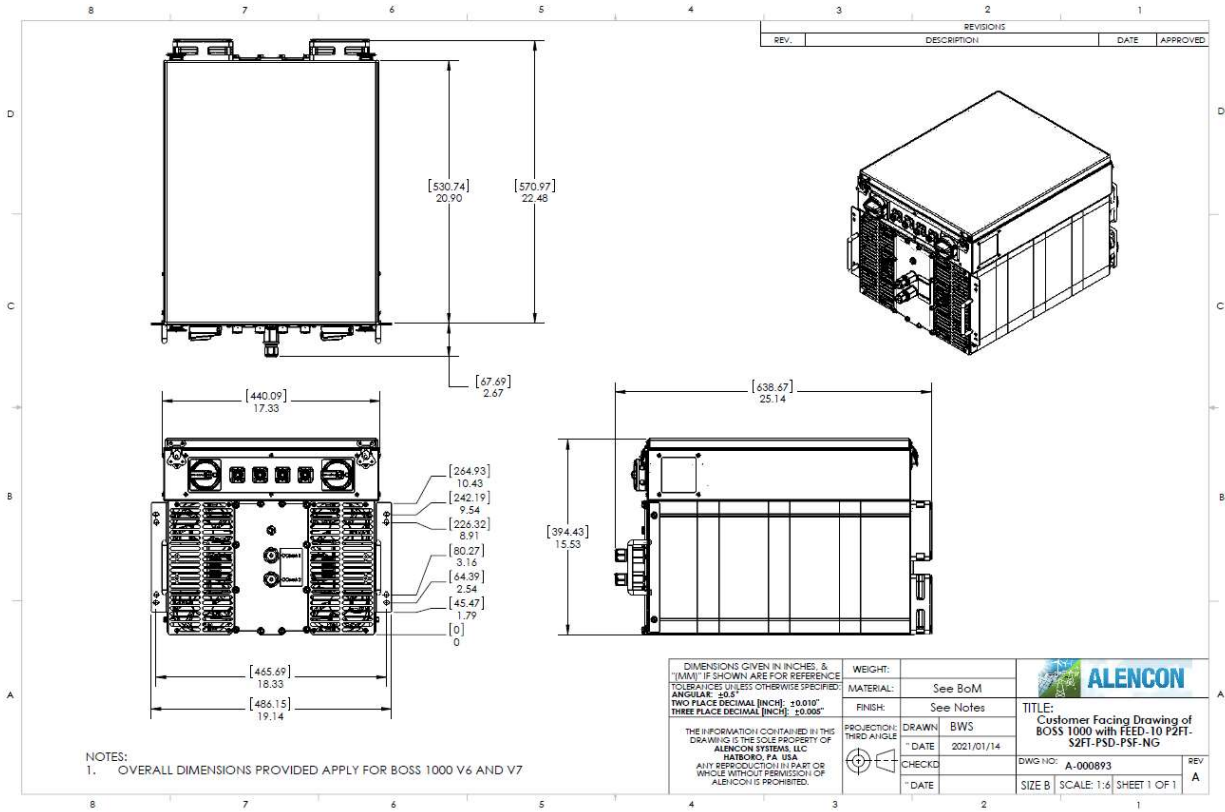 8 7 6 5 4 3 2 1
REVISIONS
REV. DESCRIPTION DATE APPROVED
D D
[530.74]
20.90
[570.97]
22.48
C C
[67.69]
2.67
[440.09]
17.33
[638.67]
25.14
[264.93]
10.43
[242.19]
9.54
[226.32]
8.91
[80.27]
3.16
[64.39]
2.54
[45.47]
1.79
[0]
0
B B
[394.43]
15.53
COMM 1
COMM 2
[465.69]
18.33
[486.15]
19.14
A A
DIMENSIONS GIVEN IN INCHES, &
"[MM]" IF SHOWN ARE FOR REFERENCE
TOLERANCES UNLESS OTHERWISE SPECIFIED:
ANGULAR: ±0.5°
TWO PLACE DECIMAL [INCH]: ±0.010"
THREE PLACE DECIMAL [INCH]: ±0.005"
THE INFORMATION CONTAINED IN THIS
DRAWING IS THE SOLE PROPERTY OF
ALENCON SYSTEMS, LLC
HATBORO, PA USA
ANY REPRODUCTION IN PART OR
WHOLE WITHOUT PERMISSION OF
ALENCON IS PROHIBITED.
WEIGHT:
MATERIAL: See BoM
FINISH: See Notes
PROJECTION:
THIRD ANGLE
DRAWN BWS
" DATE 2021/01/14
CHECKD
" DATE
ALENCON
TITLE:
Customer Facing Drawing of
BOSS 1000 with FEED-10 P2FT-
S2FT-PSD-PSF-NG
DWG NO: A-000893
REV
A
SIZE B SCALE: 1:6 SHEET 1 OF 1
NOTES:
1. OVERALL DIMENSIONS PROVIDED APPLY FOR BOSS 1000 V6 AND V7
8 7 6 5 4 3 2 1